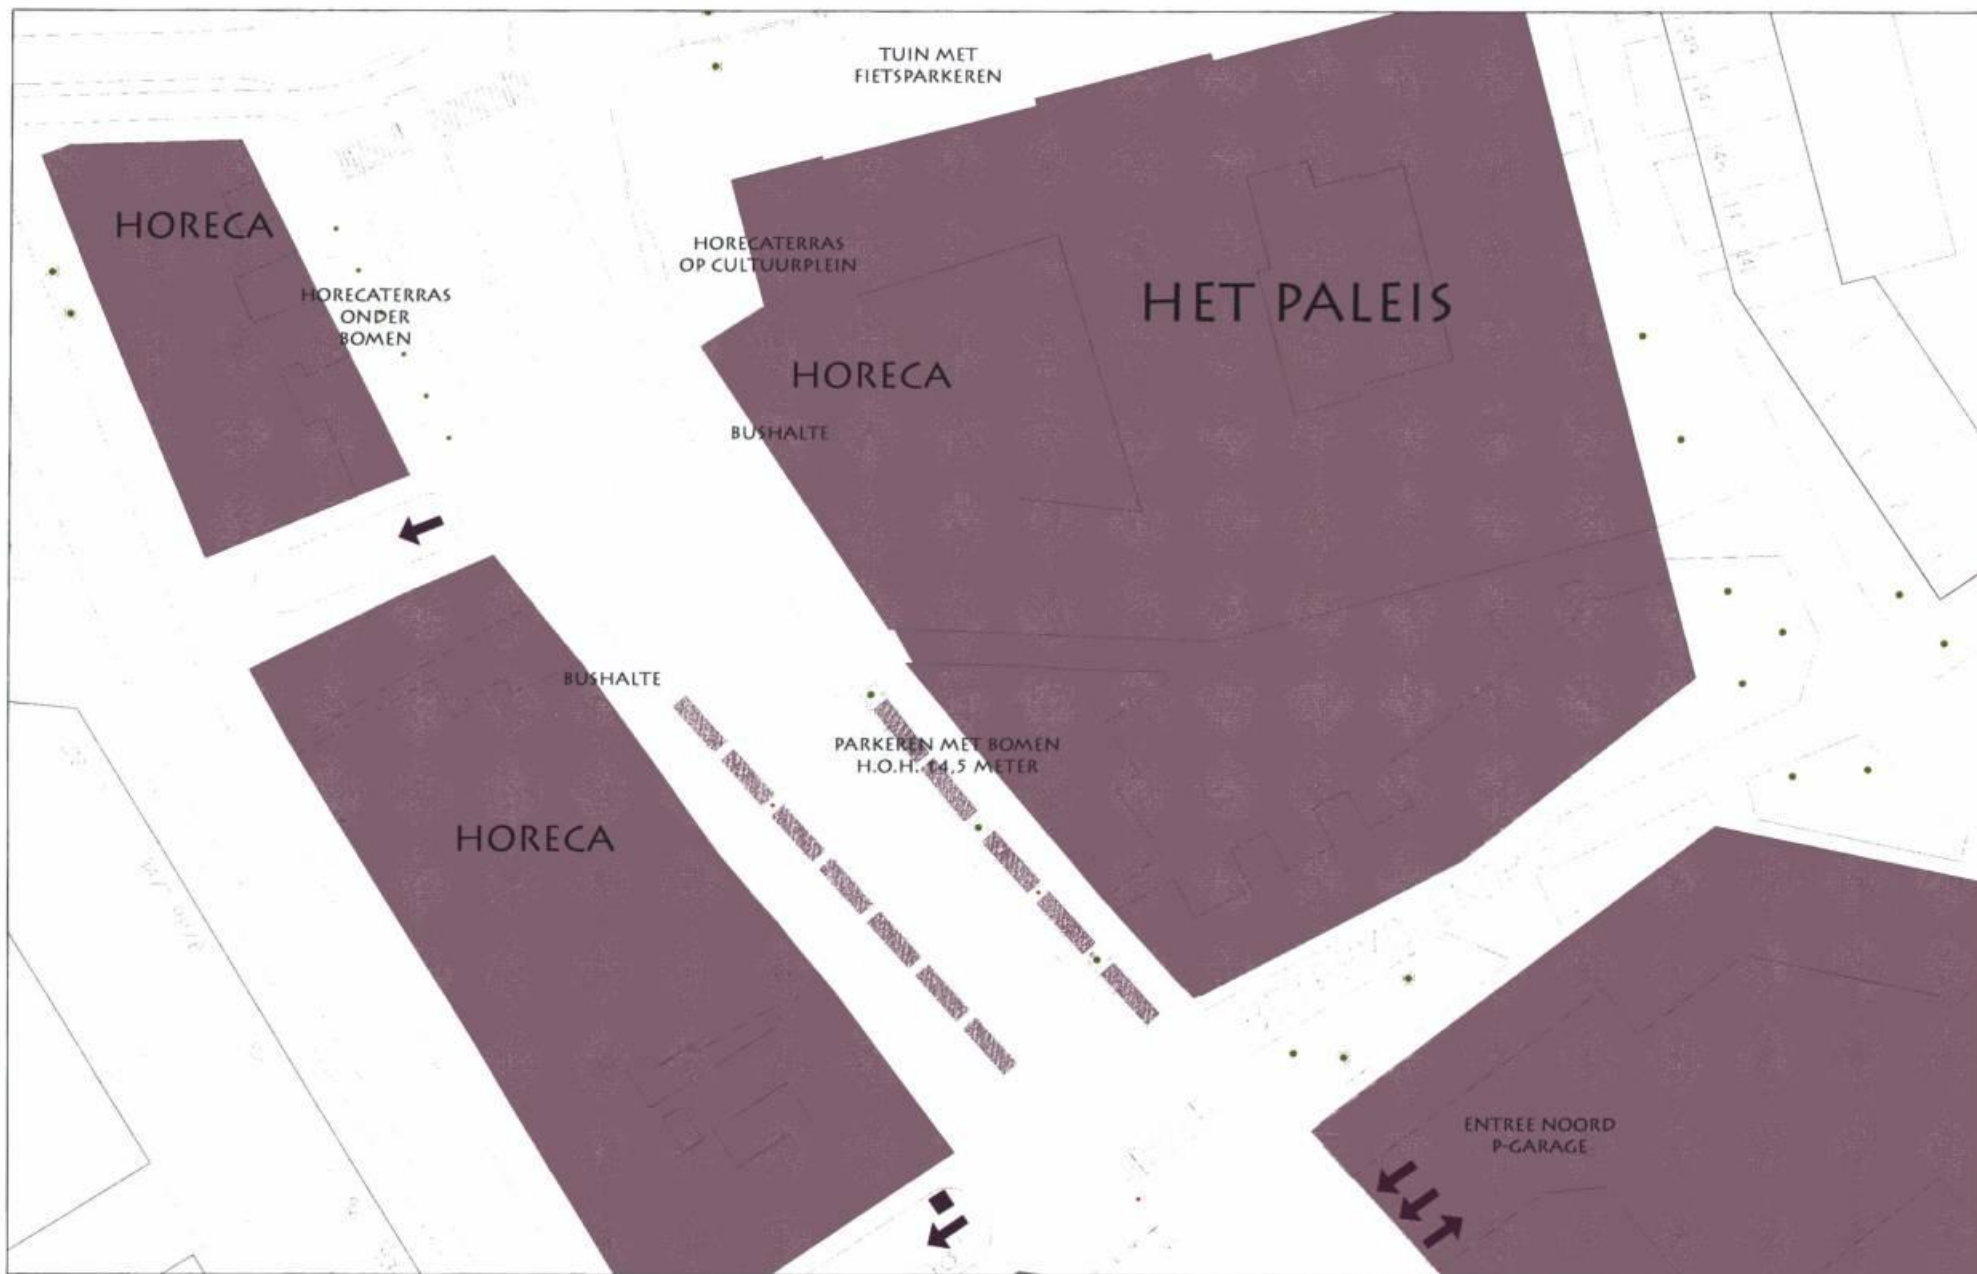 TUIN MET
FIETSPARKEREN
HORECA
HORECATERRAS
OP CULTUURPLEIN
HORECATERRAS
ONDER
BOMEN
HET PALEIS
HORECA
BUSHALTE
BUSHALTE
PARKEREN MET BOMEN
H.O.H. 14,5 METER
HORECA
ENTREE NOORD
P-GARAGE